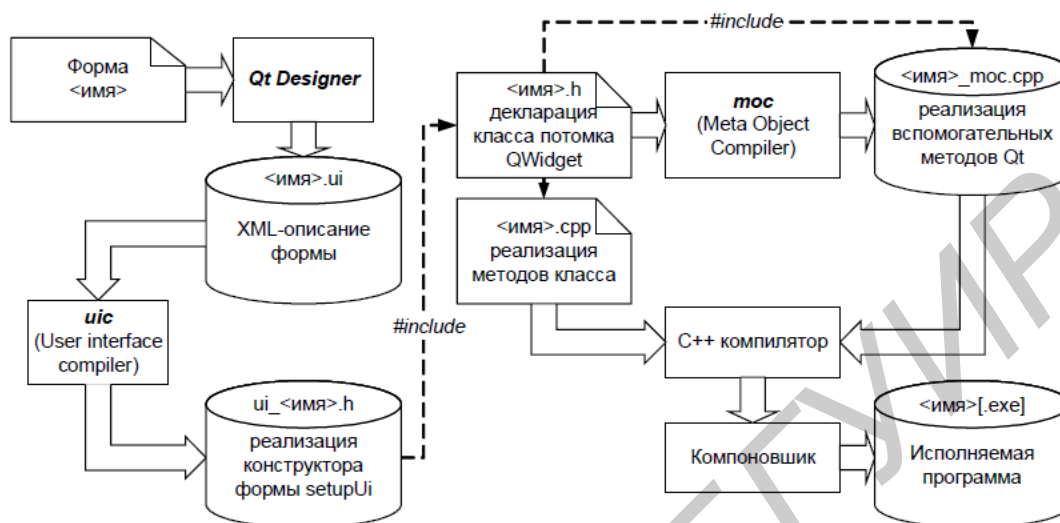 #include
Форма
<имя>
Qt Designer
<имя>.ui
XML-описание
формы
uic
(User interface
compiler)
ui_<имя>.h
реализация
конструктора
формы setupUi
#include
<имя>.h
декларация
класса потомка
QWidget
moc
(Meta Object
Compiler)
<имя>_moc.cpp
реализация
вспомогательных
методов Qt
<имя>.cpp
реализация
методов класса
С++ компилятор
Компоновшик
<имя>[.exe]
Исполняемая
программа
ГУИР